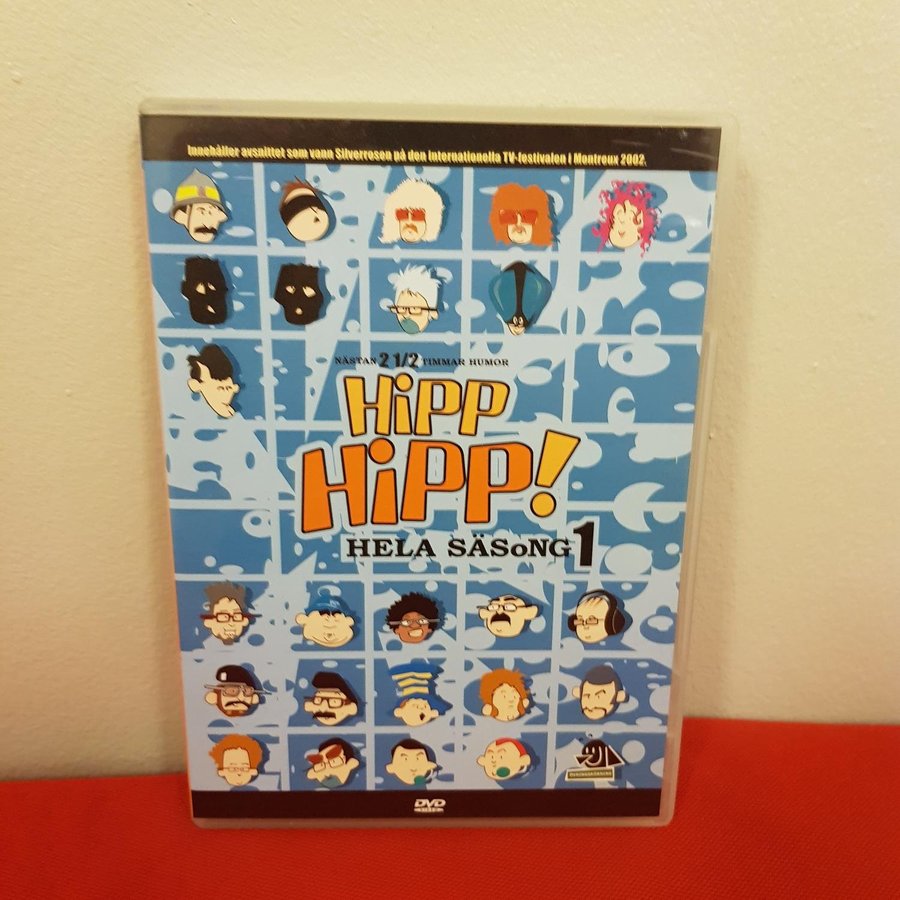 Innehåller avsnittet som vann Silverrosen på den internationella TV-festivalen i Montreux 2002.
NÄSTAN 2 1/2 TIMMAR HUMOR
HiPP
HiPP!
HELA SÄSoNG 1
DVD
VIDEO